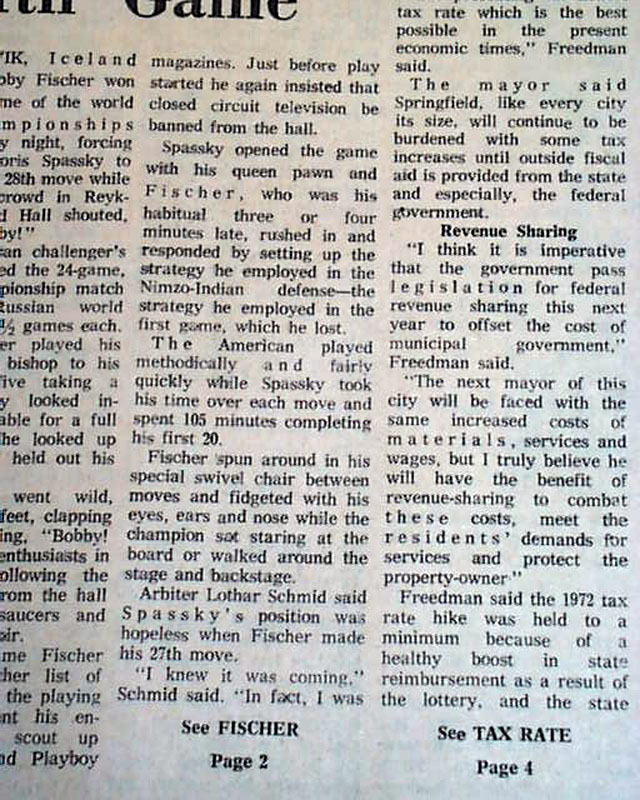 Game
"IK, Iceland
bby Fischer won
me of the world
mpionships
y night, forcing
oris Spassky to
28th move while
crowd in Reyk-
d Hall shouted,
by!"
an challenger's
ed the 24-game,
pionship match
Russian world
½ games each.
er played his
bishop to his
five taking a
y looked in-
able for a full
he looked up
held out his
went wild,
feet, clapping
ing, "Bobby!
enthusiasts in
ollowing the
rom the hall
saucers and
oir.
me Fischer
cher list of
the playing
nt his en-
scout up
nd Playboy
magazines. Just before play
started he again insisted that
closed circuit television be
banned from the hall.
Spassky opened the game
with his queen pawn and
Fischer, who was his
habitual three or four
minutes late, rushed in and
responded by setting up the
strategy he employed in the
Nimzo-Indian defense—the
strategy he employed in the
first game, which he lost.
The American played
methodically and fairly
quickly while Spassky took
his time over each move and
spent 105 minutes completing
his first 20.
Fischer spun around in his
special swivel chair between
moves and fidgeted with his
eyes, ears and nose while the
champion sat staring at the
board or walked around the
stage and backstage.
Arbiter Lothar Schmid said
Spassky's position was
hopeless when Fischer made
his 27th move.
"I knew it was coming,"
Schmid said. "In fact, I was
See FISCHER
Page 2
tax rate which is the best
possible in the present
economic times," Freedman
said.
The mayor said
Springfield, like every city
its size, will continue to be
burdened with some tax
increases until outside fiscal
aid is provided from the state
and especially, the federal
government.
Revenue Sharing
"I think it is imperative
that the government pass
legislation for federal
revenue sharing this next
year to offset the cost of
municipal government,"
Freedman said.
"The next mayor of this
city will be faced with the
same increased costs of
materials, services and
wages, but I truly believe he
will have the benefit of
revenue-sharing to combat
these costs, meet the
residents' demands for
services and protect the
property-owner."
Freedman said the 1972 tax
rate hike was held to a
minimum because of a
healthy boost in state
reimbursement as a result of
the lottery, and the state
See TAX RATE
Page 4